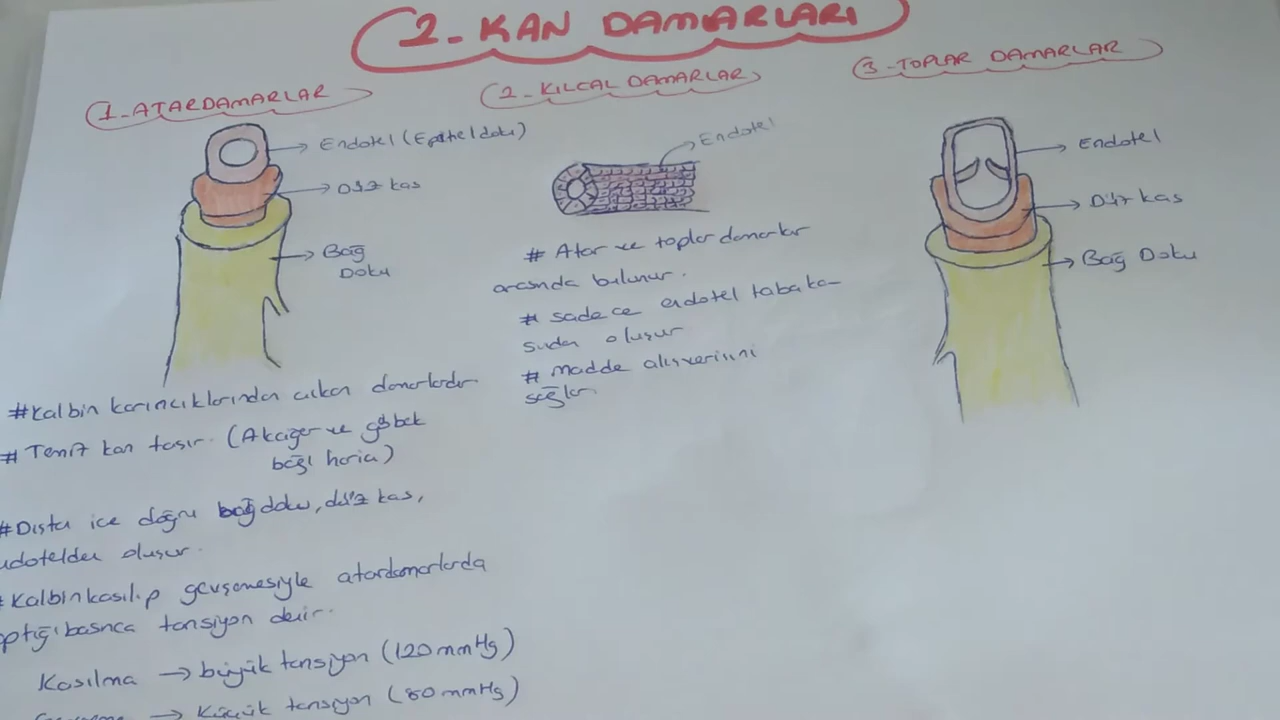 2-KAN DAMARLARI
1-ATARDAMARLAR
Endotel (Epitel doku)
Düz kas
Bağ
Doku
#Kalbin karıncıklarından çıkan damarlardır.
# Temiz kan taşır. (Akciğer ve göbek
bağı hariç)
#Dıştan içe doğru bağ doku, düz kas,
endotelden oluşur.
#Kalbin kasılıp gevşemesiyle atardamarlarda
yaptığı basınca tansiyon denir.
Kasılma → büyük tansiyon (120 mmHg)
→ Küçük tansiyon (80 mmHg)
2-KILCAL DAMARLAR
Endotel
# Atar ve toplar damarlar
arasında bulunur.
# sadece endotel tabaka-
sından oluşur
# madde alışverişini
sağlar
3-TOPLAR DAMARLAR
Endotel
Düz kas
Bağ Doku